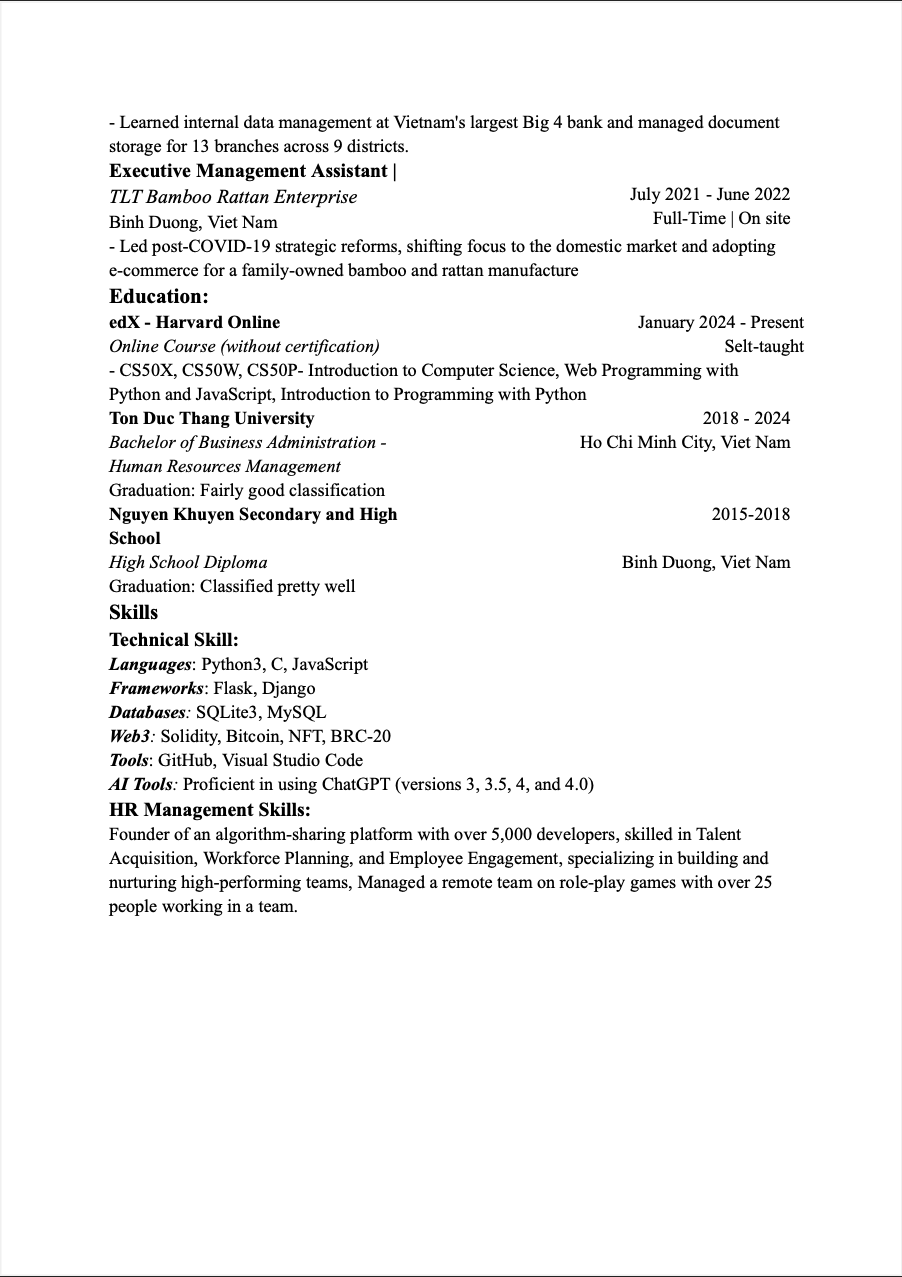 - Learned internal data management at Vietnam's largest Big 4 bank and managed document
storage for 13 branches across 9 districts.
Executive Management Assistant |
TLT Bamboo Rattan Enterprise July 2021 - June 2022
Binh Duong, Viet Nam Full-Time | On site
- Led post-COVID-19 strategic reforms, shifting focus to the domestic market and adopting
e-commerce for a family-owned bamboo and rattan manufacture
Education:
edX - Harvard Online January 2024 - Present
Online Course (without certification) Selt-taught
- CS50X, CS50W, CS50P- Introduction to Computer Science, Web Programming with
Python and JavaScript, Introduction to Programming with Python
Ton Duc Thang University 2018 - 2024
Bachelor of Business Administration - Ho Chi Minh City, Viet Nam
Human Resources Management
Graduation: Fairly good classification
Nguyen Khuyen Secondary and High 2015-2018
School
High School Diploma Binh Duong, Viet Nam
Graduation: Classified pretty well
Skills
Technical Skill:
Languages: Python3, C, JavaScript
Frameworks: Flask, Django
Databases: SQLite3, MySQL
Web3: Solidity, Bitcoin, NFT, BRC-20
Tools: GitHub, Visual Studio Code
AI Tools: Proficient in using ChatGPT (versions 3, 3.5, 4, and 4.0)
HR Management Skills:
Founder of an algorithm-sharing platform with over 5,000 developers, skilled in Talent
Acquisition, Workforce Planning, and Employee Engagement, specializing in building and
nurturing high-performing teams, Managed a remote team on role-play games with over 25
people working in a team.